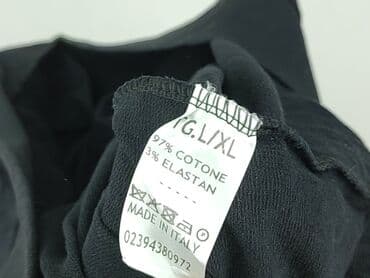 TG.L/XL
97% COTONE
3% ELASTAN
-----
MADE IN ITALY
02394380972